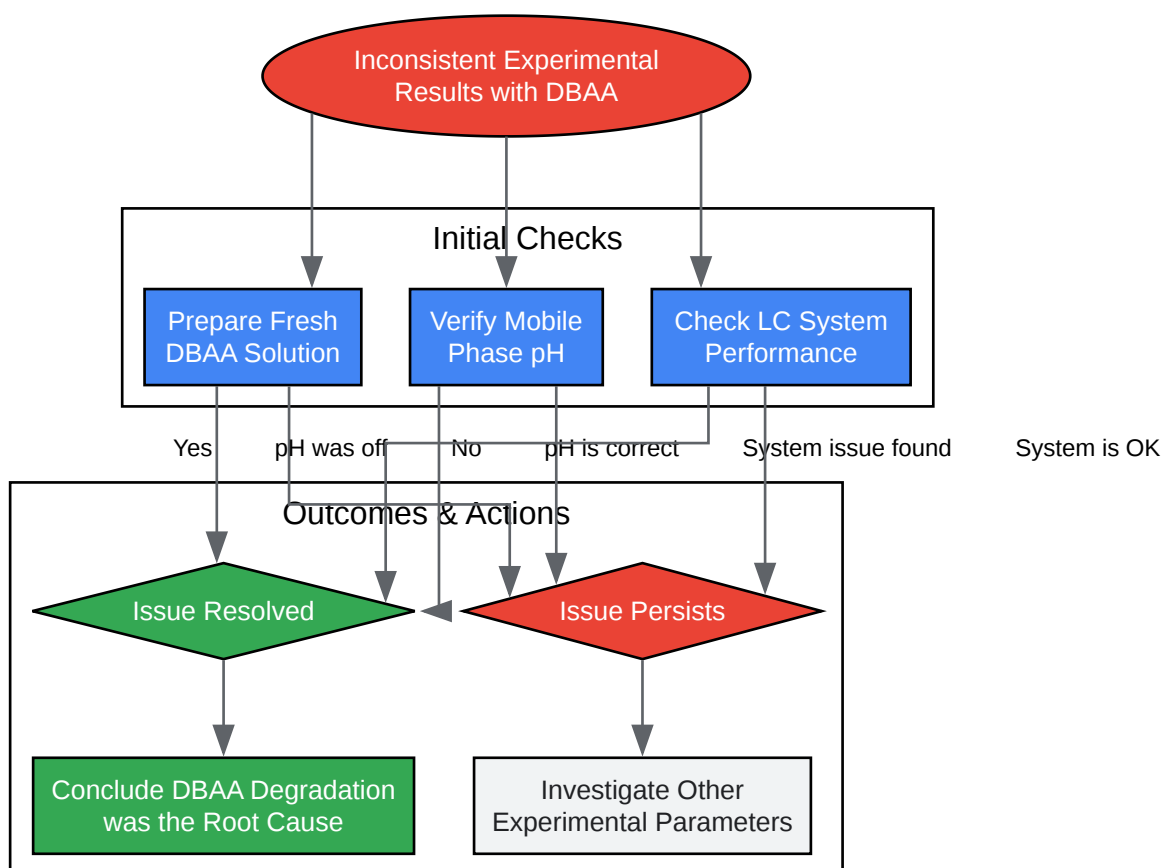 Inconsistent Experimental
Results with DBAA
Initial Checks
Prepare Fresh
DBAA Solution
Verify Mobile
Phase pH
Check LC System
Performance
Yes
pH was off
No
pH is correct
System issue found
System is OK
Outcomes & Actions
Issue Resolved
Issue Persists
Conclude DBAA Degradation
was the Root Cause
Investigate Other
Experimental Parameters